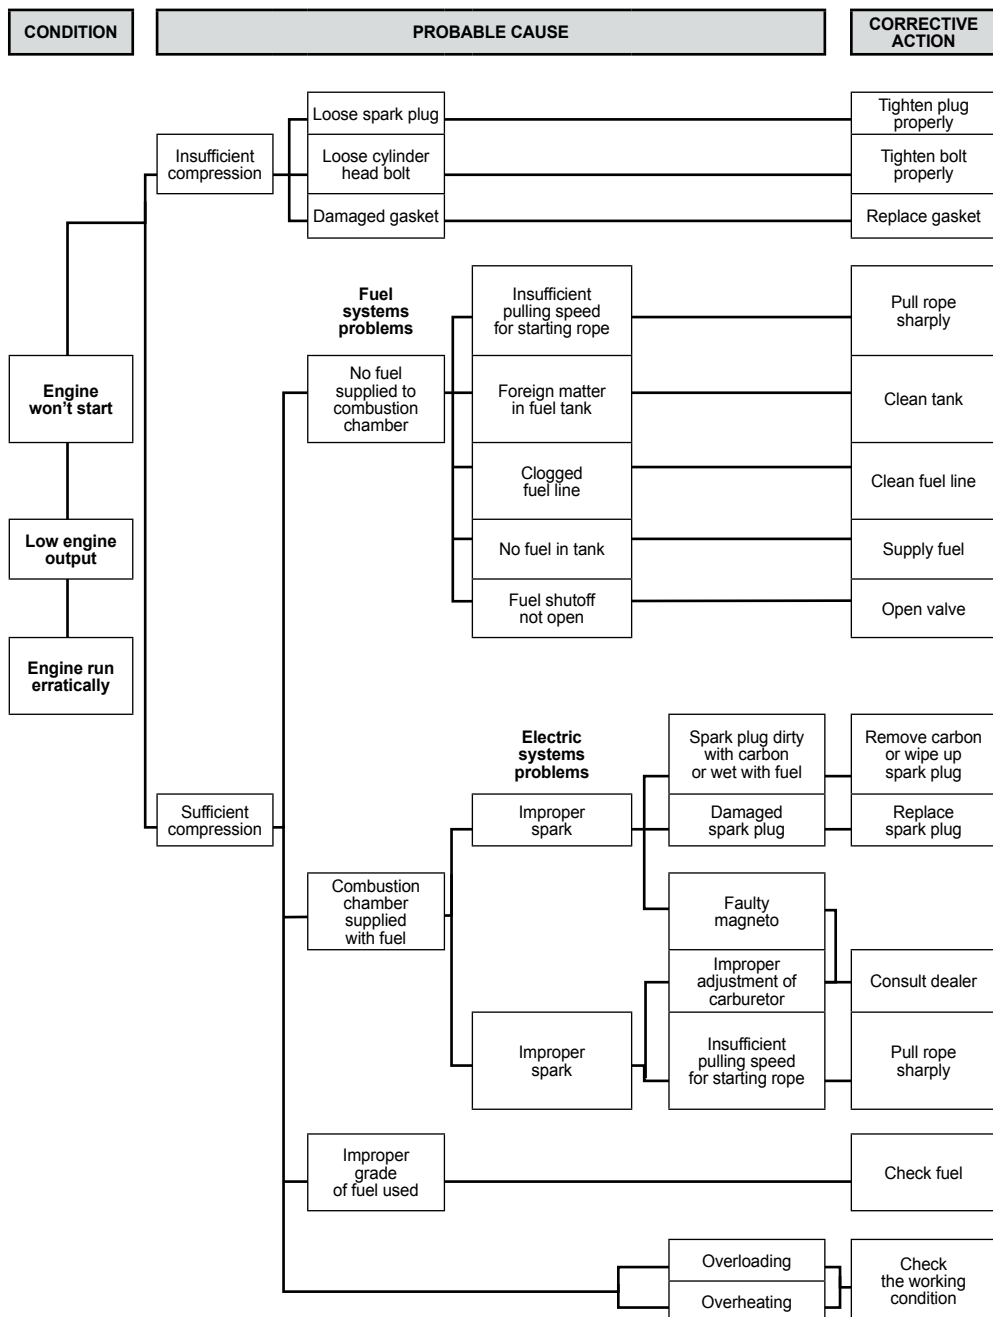 CONDITION
PROBABLE CAUSE
CORRECTIVE
ACTION
Loose spark plug
Tighten plug
properly
Insufficient
compression
Loose cylinder
head bolt
Tighten bolt
properly
Damaged gasket
Replace gasket
Fuel
systems
problems
Insufficient
pulling speed
for starting rope
Pull rope
sharply
Engine
won't start
No fuel
supplied to
combustion
chamber
Foreign matter
in fuel tank
Clean tank
Clogged
fuel line
Clean fuel line
Low engine
output
No fuel in tank
Supply fuel
Fuel shutoff
not open
Open valve
Engine run
erratically
Electric
systems
problems
Spark plug dirty
with carbon
or wet with fuel
Remove carbon
or wipe up
spark plug
Sufficient
compression
Improper
spark
Damaged
spark plug
Replace
spark plug
Combustion
chamber
supplied
with fuel
Faulty
magneto
Improper
adjustment of
carburetor
Consult dealer
Improper
spark
Insufficient
pulling speed
for starting rope
Pull rope
sharply
Improper
grade
of fuel used
Check fuel
Overloading
Overheating
Check
the working
condition